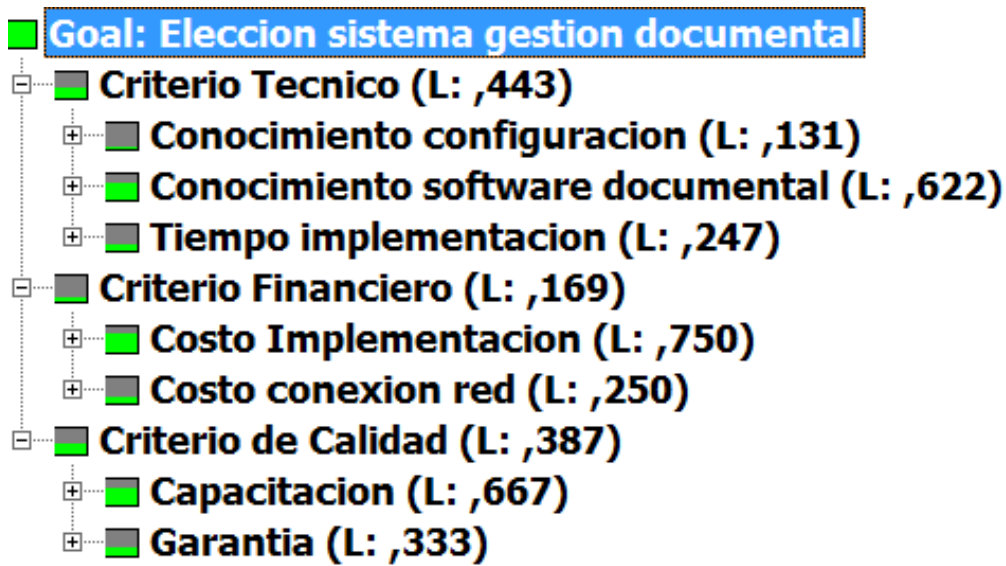 Goal: Eleccion sistema gestion documental
Criterio Tecnico (L: ,443)
Conocimiento configuracion (L: ,131)
Conocimiento software documental (L: ,622)
Tiempo implementacion (L: ,247)
Criterio Financiero (L: ,169)
Costo Implementacion (L: ,750)
Costo conexion red (L: ,250)
Criterio de Calidad (L: ,387)
Capacitacion (L: ,667)
Garantia (L: ,333)